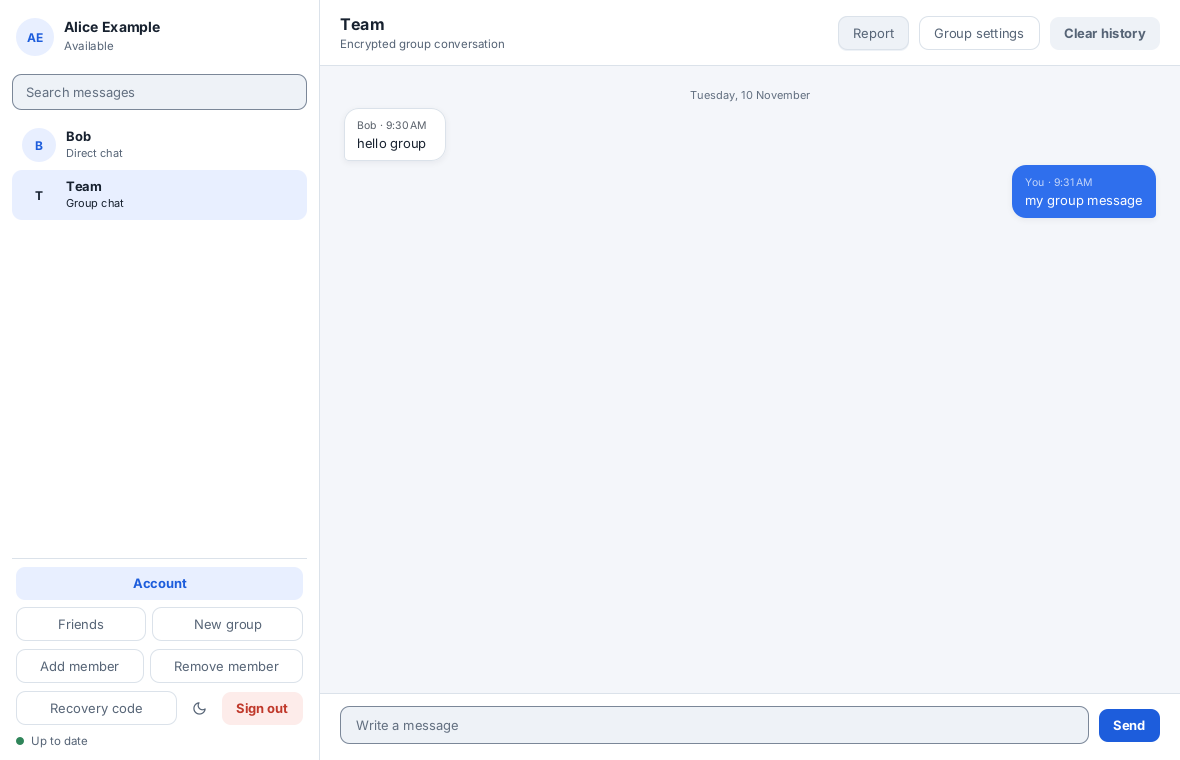 AE
Alice Example
Available
Search messages
B
Bob
Direct chat
T
Team
Group chat
Account
Friends
New group
Add member
Remove member
Recovery code
Sign out
Up to date
Team
Encrypted group conversation
Report
Group settings
Clear history
Tuesday, 10 November
Bob · 9:30 AM
hello group
You · 9:31 AM
my group message
Write a message
Send